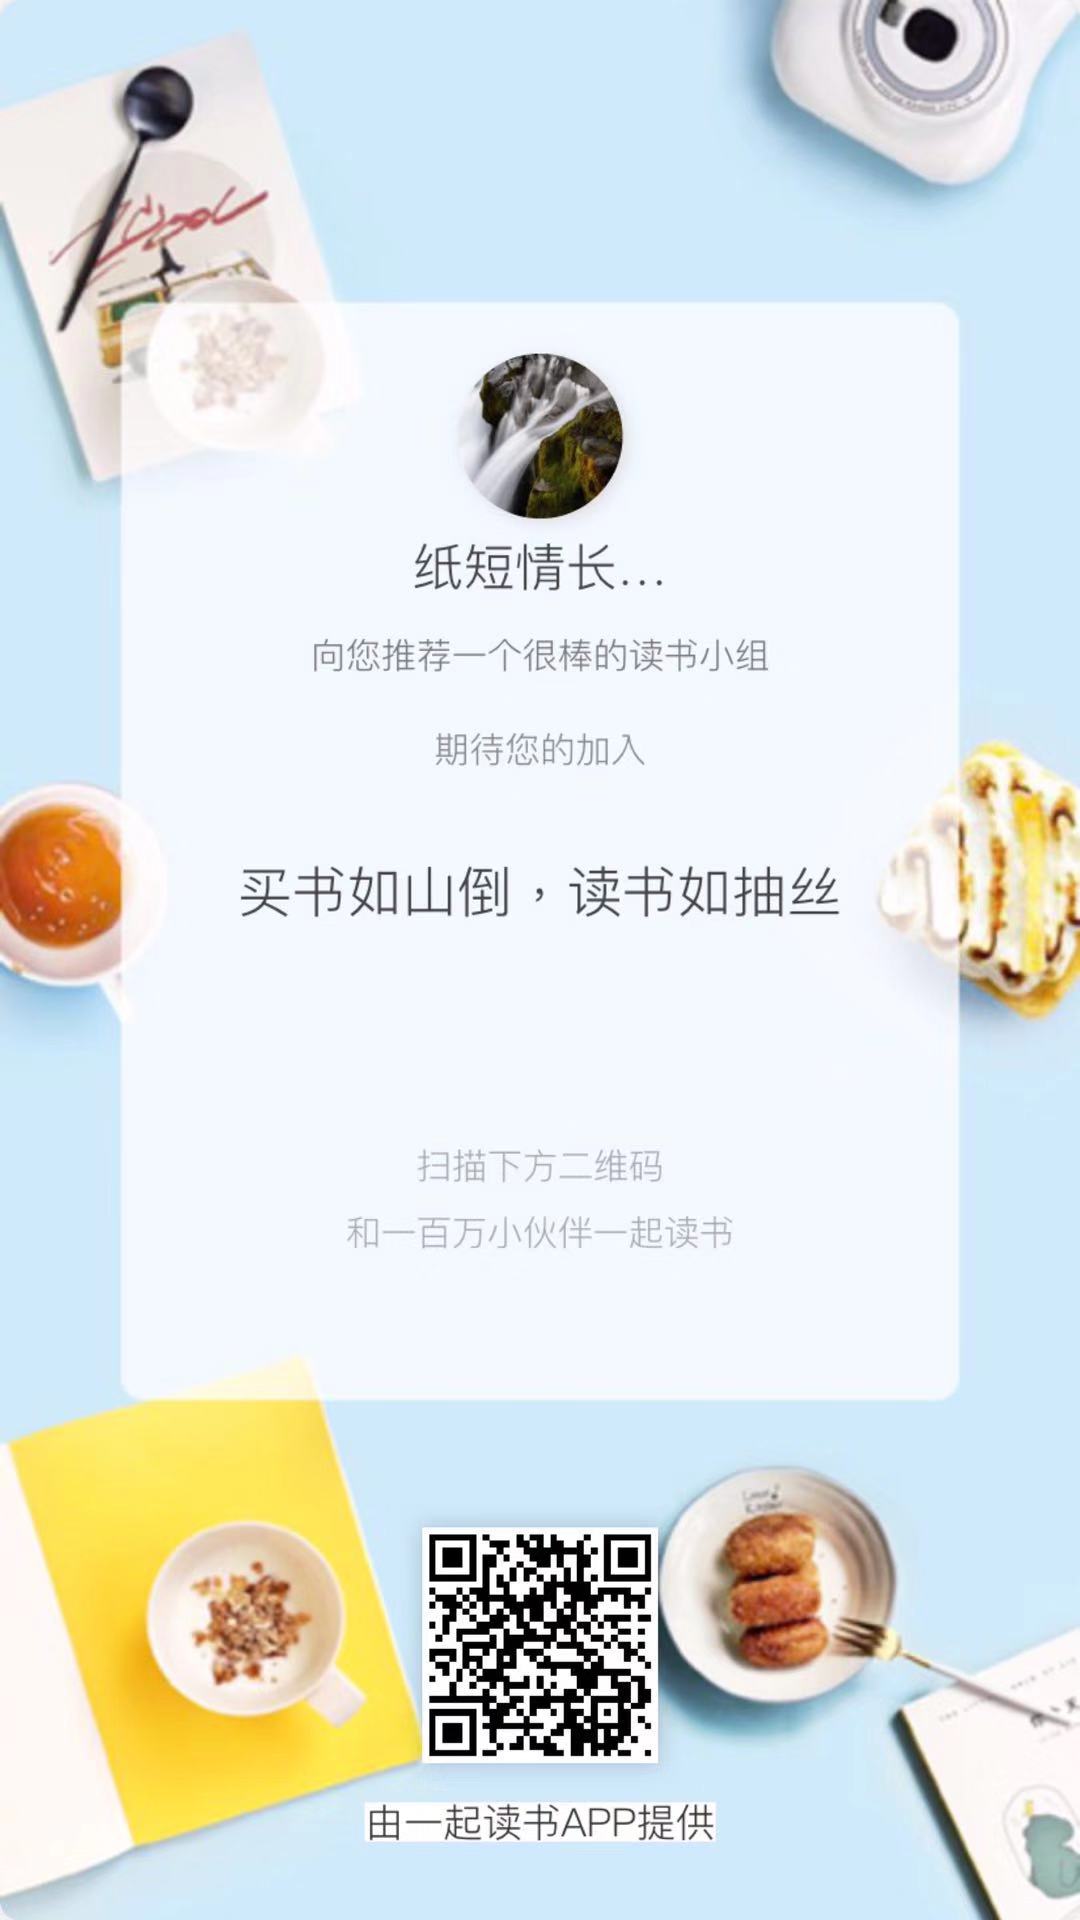 纸短情长...
向您推荐一个很棒的读书小组
期待您的加入
买书如山倒，读书如抽丝
扫描下方二维码
和一百万小伙伴一起读书
由一起读书APP提供